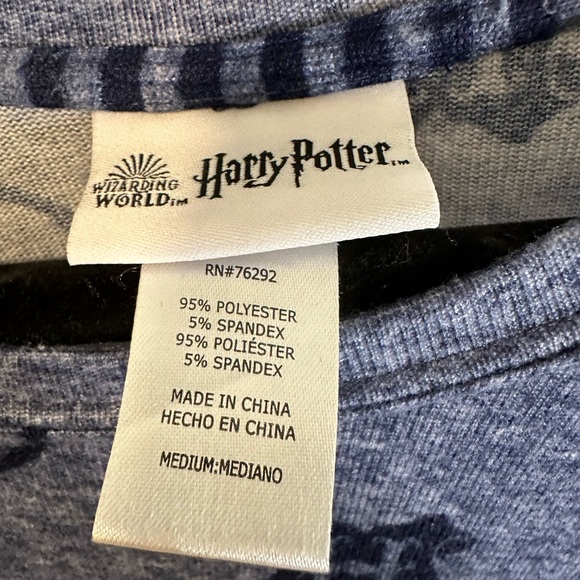 WIZARDING
WORLD™
Harry Potter™
RN#76292
95% POLYESTER
5% SPANDEX
95% POLIÉSTER
5% SPANDEX
MADE IN CHINA
HECHO EN CHINA
MEDIUM:MEDIANO